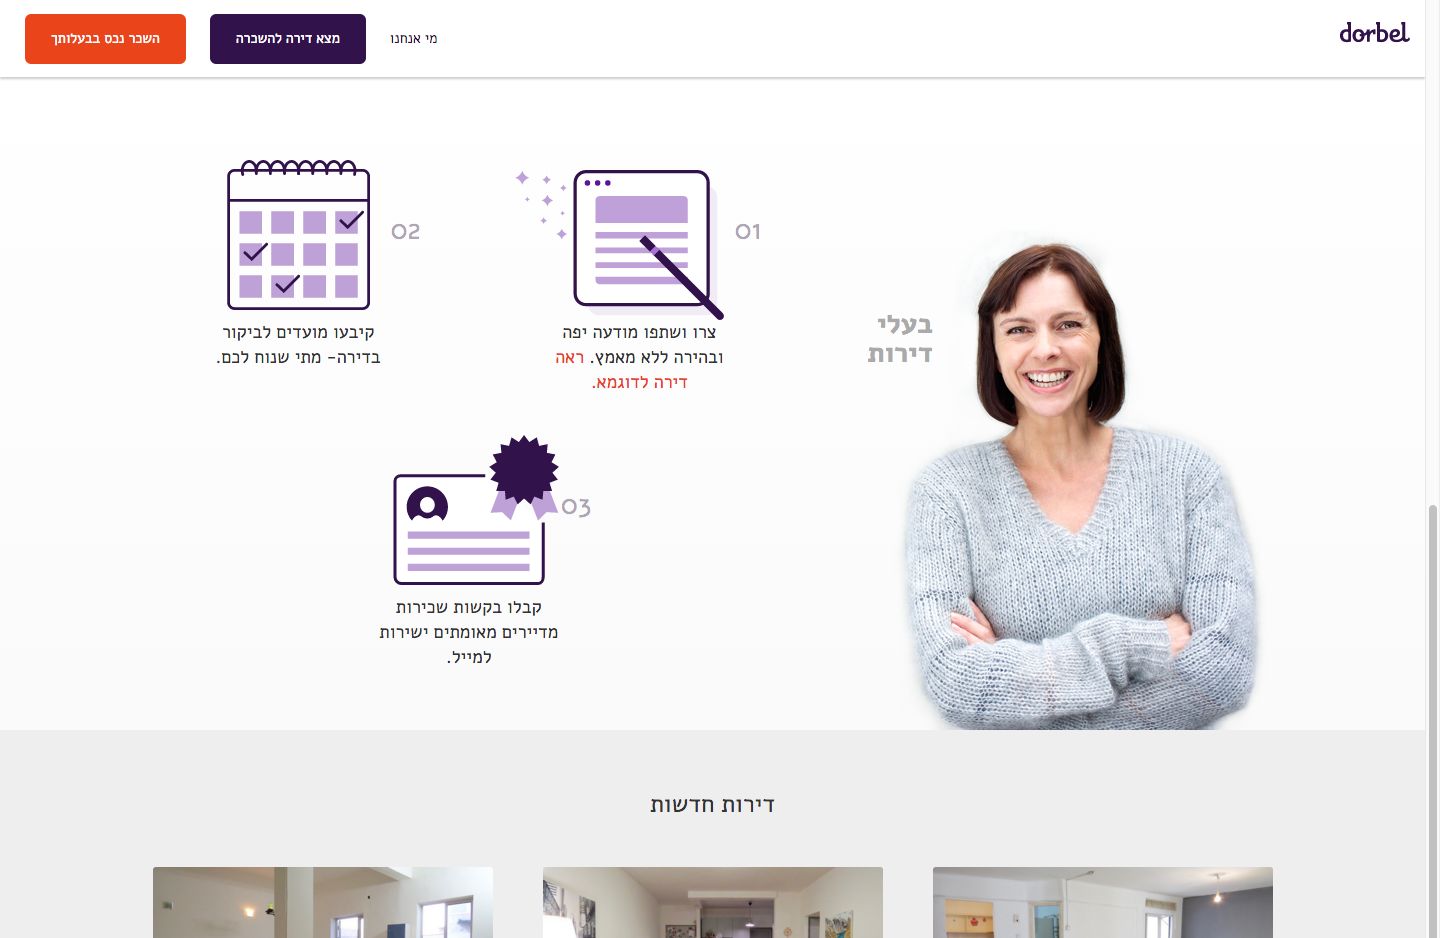 dorbel
מי אנחנו
מצא דירה להשכרה
השכר נכס בבעלותך
בעלי
דירות
01
צרו ושתפו מודעה יפה
ובהירה ללא מאמץ. ראה
דירה לדוגמא.
02
קיבעו מועדים לביקור
בדירה- מתי שנוח לכם.
03
קבלו בקשות שכירות
מדיירים מאומתים ישירות
למייל.
דירות חדשות